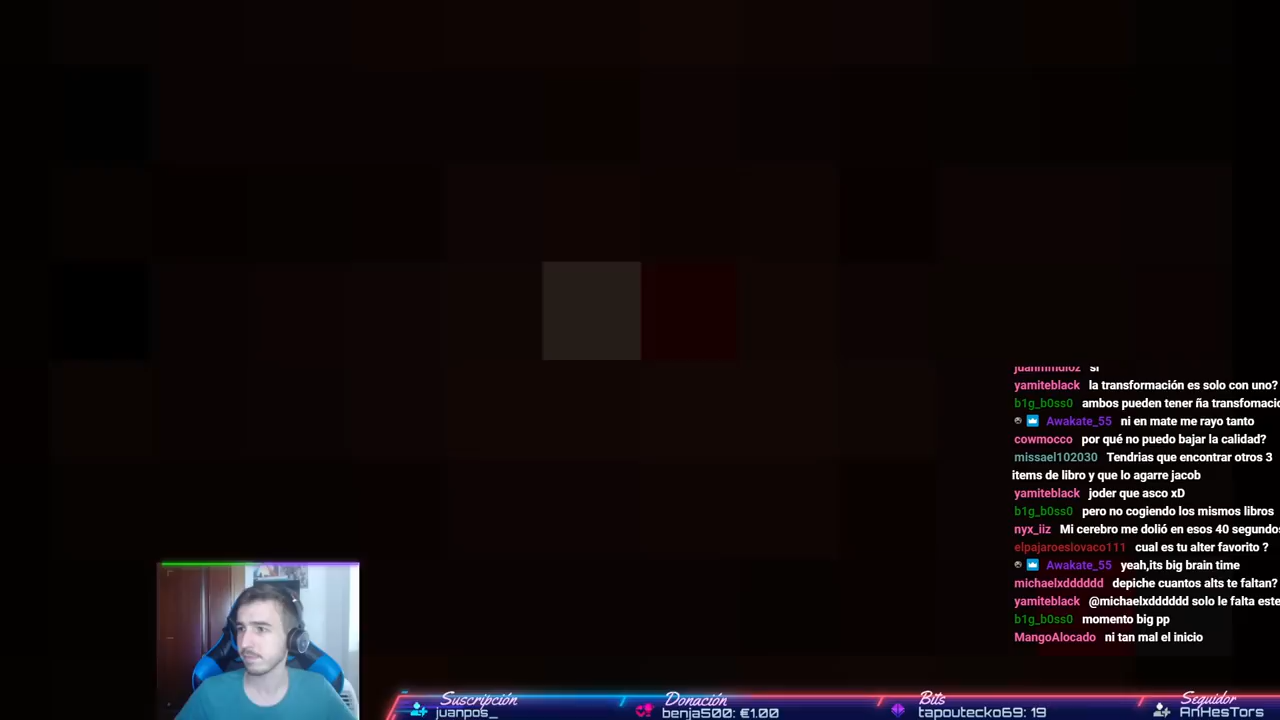 juanmmdioz si
yamiteblack la transformación es solo con uno?
b1g_b0ss0 ambos pueden tener ña transfomacio
Awakate_55 ni en mate me rayo tanto
cowmocco por qué no puedo bajar la calidad?
missael102030 Tendrias que encontrar otros 3
items de libro y que lo agarre jacob
yamiteblack joder que asco xD
b1g_b0ss0 pero no cogiendo los mismos libros
nyx_iiz Mi cerebro me dolió en esos 40 segundos
elpajaroeslovaco111 cual es tu alter favorito ?
Awakate_55 yeah,its big brain time
michaelxdddddd depiche cuantos alts te faltan?
yamiteblack @michaelxdddddd solo le falta este
b1g_b0ss0 momento big pp
MangoAlocado ni tan mal el inicio
Suscripción Donación Bits Seguidor
juanpos_ benja500: €1.00 tapoutecko69: 19 ArHesTors